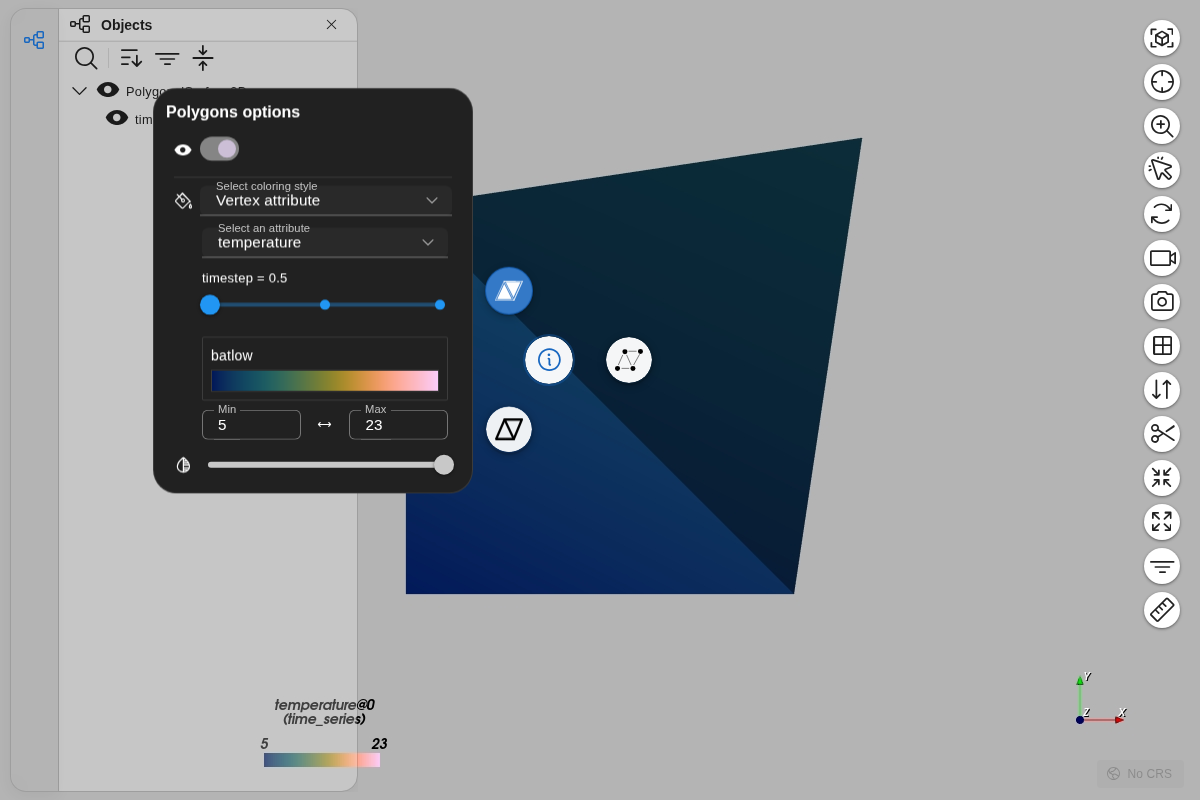 Objects
Polygons options
tim
Select coloring style
Vertex attribute
Select an attribute
temperature
timestep = 0.5
batlow
Min
5
Max
23
temperature@0
(time_series)
5
23
Y
Z
X
No CRS